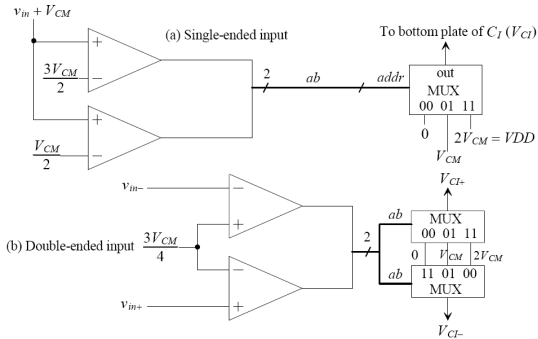 v_in + V_CM
(a) Single-ended input
To bottom plate of C_I (V_CI)
+
3V_CM
2
−
2
ab
addr
out
MUX
00 01 11
+
V_CM
2
−
0
V_CM
2V_CM = VDD
V_CI+
v_in−
−
+
ab
MUX
00 01 11
(b) Double-ended input
3V_CM
4
2
0
V_CM
2V_CM
−
ab
11 01 00
MUX
v_in+
+
V_CI−